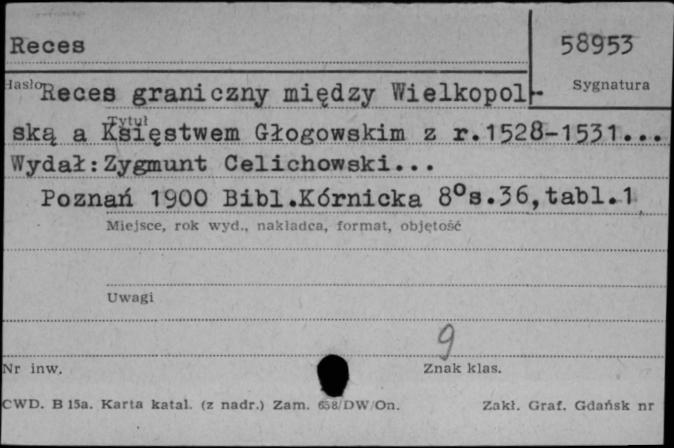 Reces
58953
Hasło
Sygnatura
Reces graniczny między Wielkopol-
Tytuł
ską a Księstwem Głogowskim z r.1528-1531...
Wydał:Zygmunt Celichowski...
Poznań 1900 Bibl.Kórnicka 8°s.36,tabl.1
Miejsce, rok wyd., nakładca, format, objętość
Uwagi
9
Nr inw.
Znak klas.
CWD. B 15a. Karta katal. (z nadr.) Zam. 658/DW/On.
Zakł. Graf. Gdańsk nr